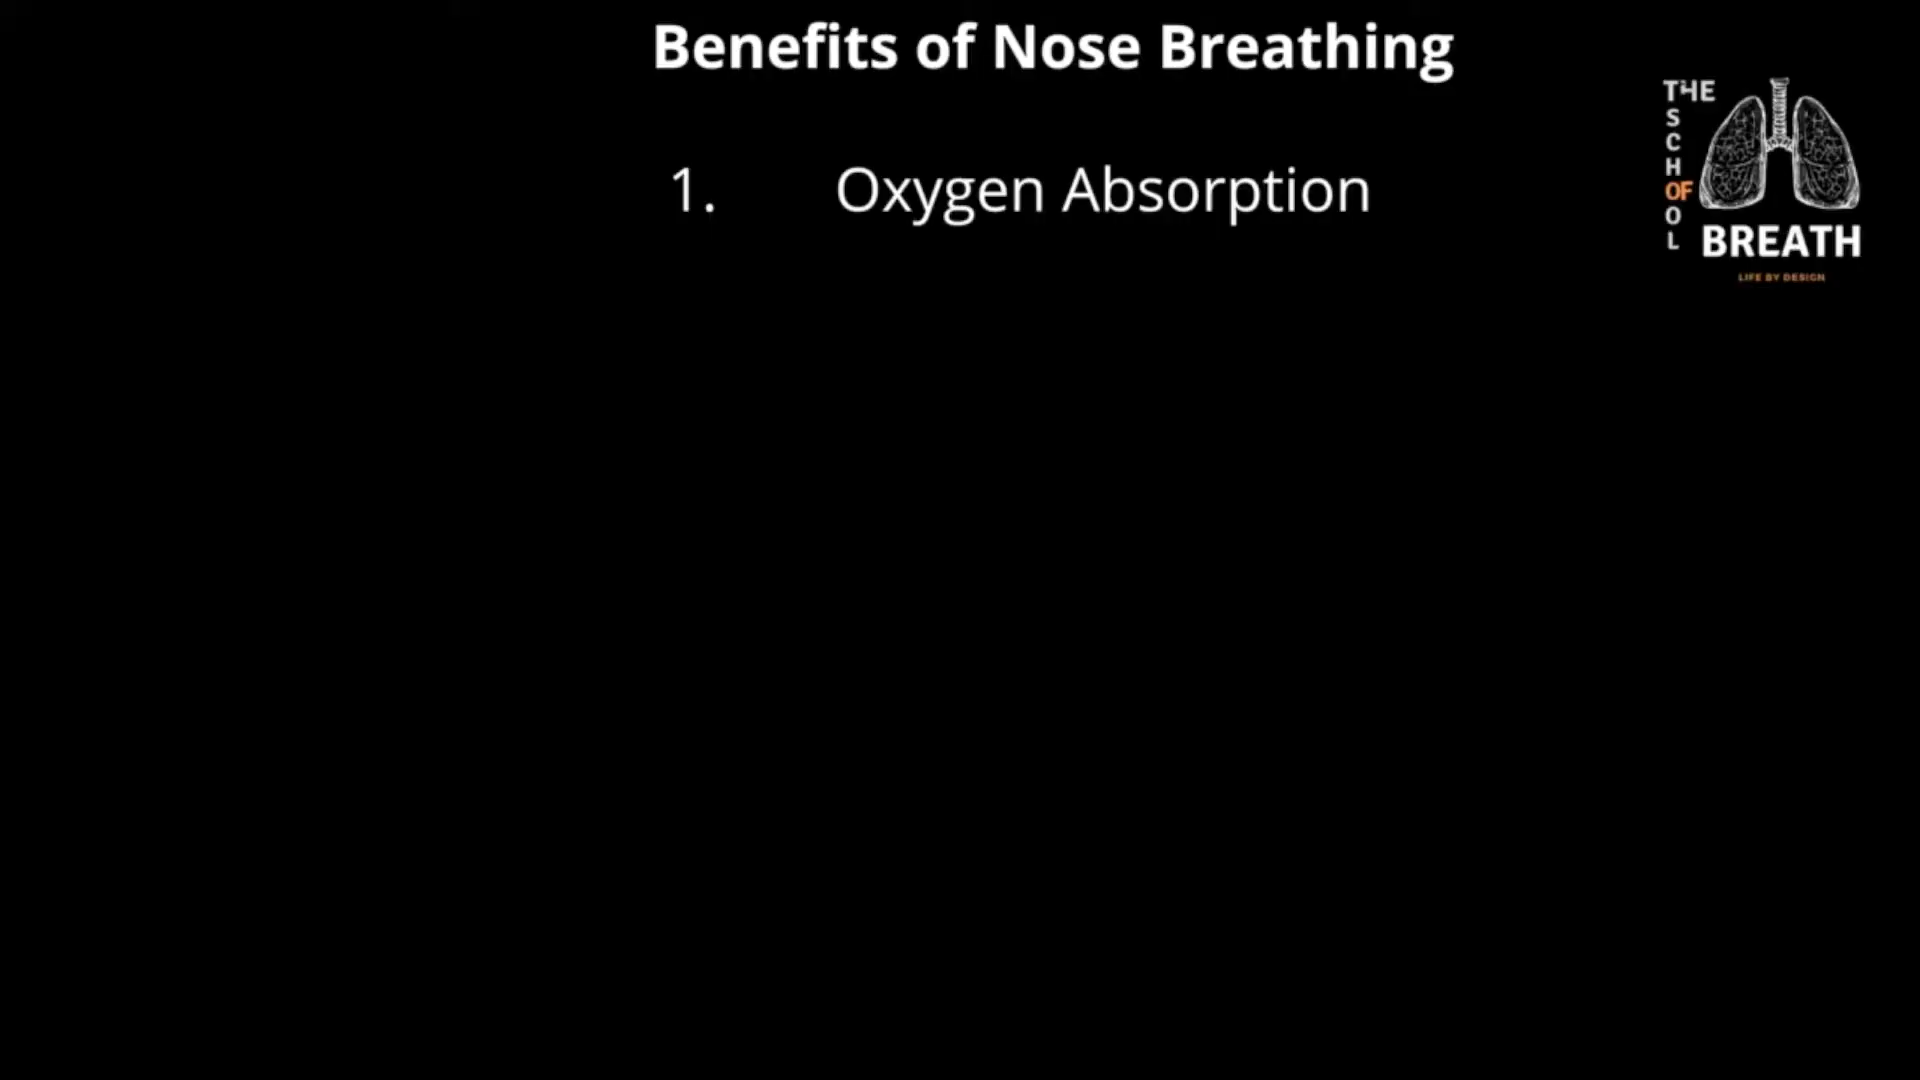 Benefits of Nose Breathing
1. Oxygen Absorption
THE
SCHOOL
OF
BREATH
LIFE BY DESIGN